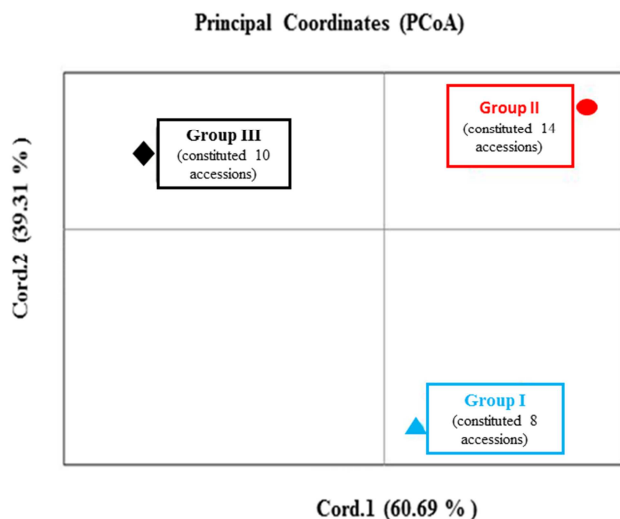 Principal Coordinates (PCoA)
Group II
(constituted 14
accessions)
Group III
(constituted 10
accessions)
Cord.2 (39.31 %)
Group I
(constituted 8
accessions)
Cord.1 (60.69 %)